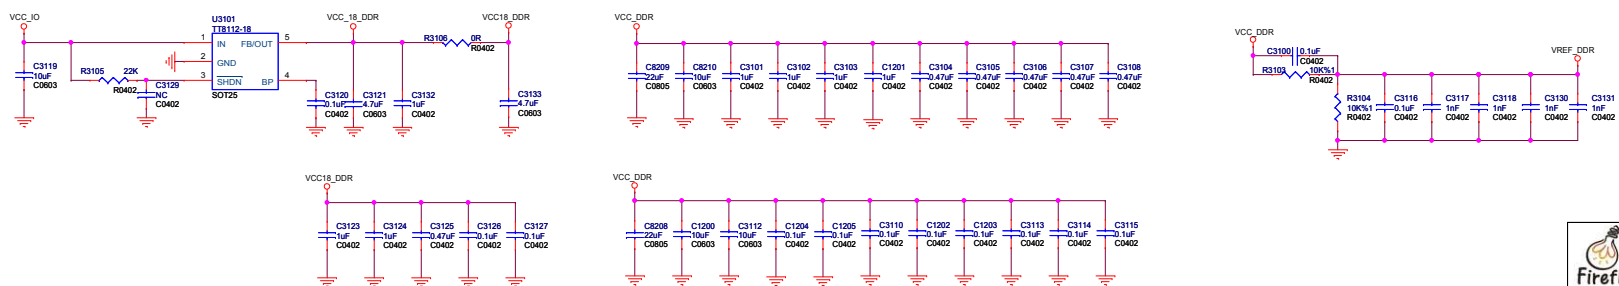 VCC_IO
U3101
TT8112-18
VCC_18_DDR
VCC18_DDR
1
IN
FB/OUT
5
2
GND
3
SHDN
BP
4
SOT25
C3119
10uF
C0603
R3105
22K
R0402
C3129
NC
C0402
R3106
0R
R0402
C3120
0.1uF
C0402
C3121
4.7uF
C0603
C3132
1uF
C0402
C3133
4.7uF
C0603
VCC_DDR
C8209
22uF
C0805
C8210
10uF
C0603
C3101
1uF
C0402
C3102
1uF
C0402
C3103
1uF
C0402
C1201
1uF
C0402
C3104
0.47uF
C0402
C3105
0.47uF
C0402
C3106
0.47uF
C0402
C3107
0.47uF
C0402
C3108
0.47uF
C0402
VCC_DDR
C3100
0.1uF
C0402
R3103
10K%1
R0402
VREF_DDR
R3104
10K%1
R0402
C3116
0.1uF
C0402
C3117
1nF
C0402
C3118
1nF
C0402
C3130
1nF
C0402
C3131
1nF
C0402
VCC18_DDR
C3123
1uF
C0402
C3124
1uF
C0402
C3125
0.47uF
C0402
C3126
0.1uF
C0402
C3127
0.1uF
C0402
VCC_DDR
C8208
22uF
C0805
C1200
10uF
C0603
C3112
10uF
C0603
C1204
0.1uF
C0402
C1205
0.1uF
C0402
C3110
0.1uF
C0402
C1202
0.1uF
C0402
C1203
0.1uF
C0402
C3113
0.1uF
C0402
C3114
0.1uF
C0402
C3115
0.1uF
C0402
Firefl